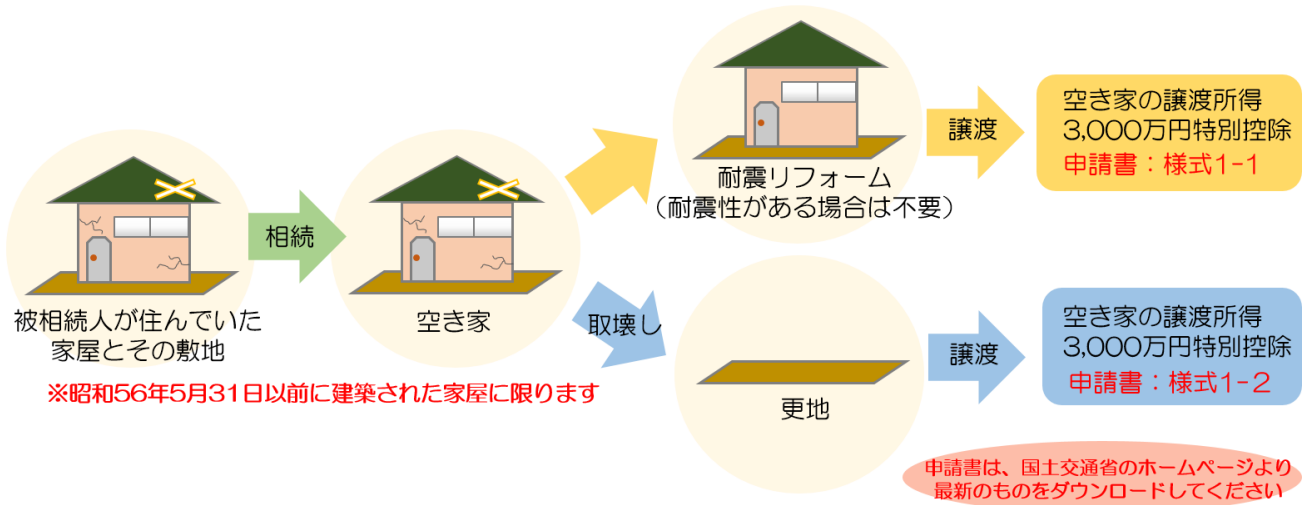 被相続人が住んでいた
家屋とその敷地
相続
空き家
※昭和56年5月31日以前に建築された家屋に限ります
耐震リフォーム
（耐震性がある場合は不要）
譲渡
空き家の譲渡所得
3,000万円特別控除
申請書：様式1-1
取壊し
更地
譲渡
空き家の譲渡所得
3,000万円特別控除
申請書：様式1-2
申請書は、国土交通省のホームページより
最新のものをダウンロードしてください